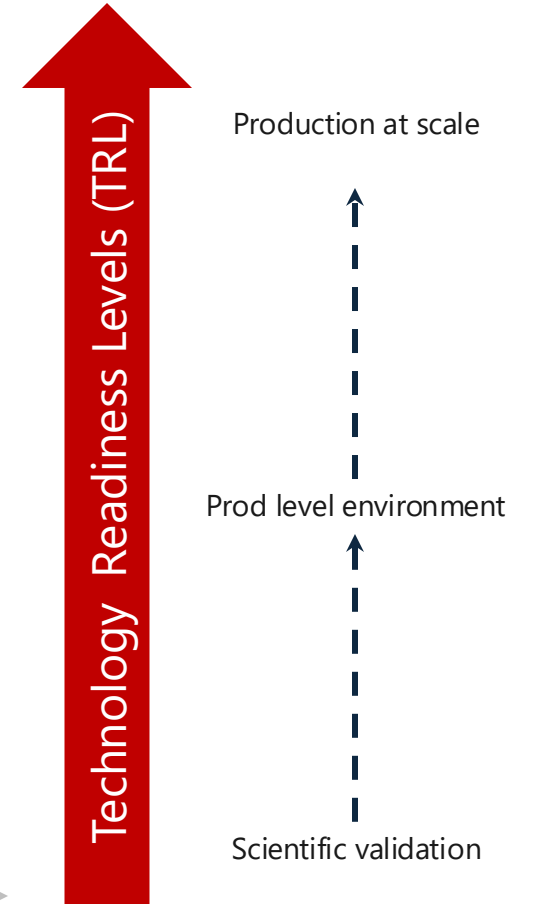 Technology Readiness Levels (TRL)
Production at scale
Prod level environment
Scientific validation